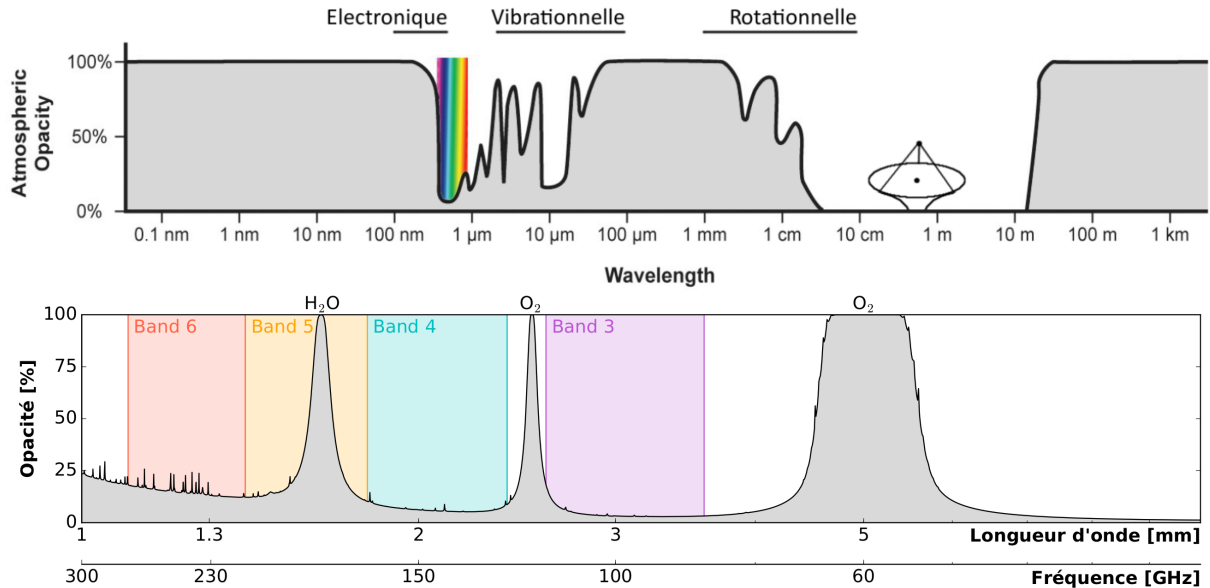 Electronique Vibrationnelle Rotationnelle
Atmospheric
Opacity
100%
50%
0%
0.1 nm 1 nm 10 nm 100 nm 1 µm 10 µm 100 µm 1 mm 1 cm 10 cm 1 m 10 m 100 m 1 km
Wavelength
H₂O O₂ O₂
Band 6 Band 5 Band 4 Band 3
Opacité [%]
100
75
50
25
0
1 1.3 2 3 5 Longueur d'onde [mm]
300 230 150 100 60 Fréquence [GHz]